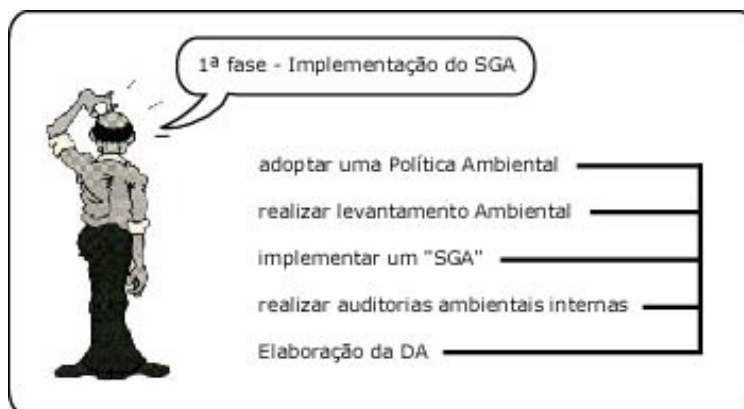 1ª fase - Implementação do SGA
adoptar uma Política Ambiental
realizar levantamento Ambiental
implementar um "SGA"
realizar auditorias ambientais internas
Elaboração da DA